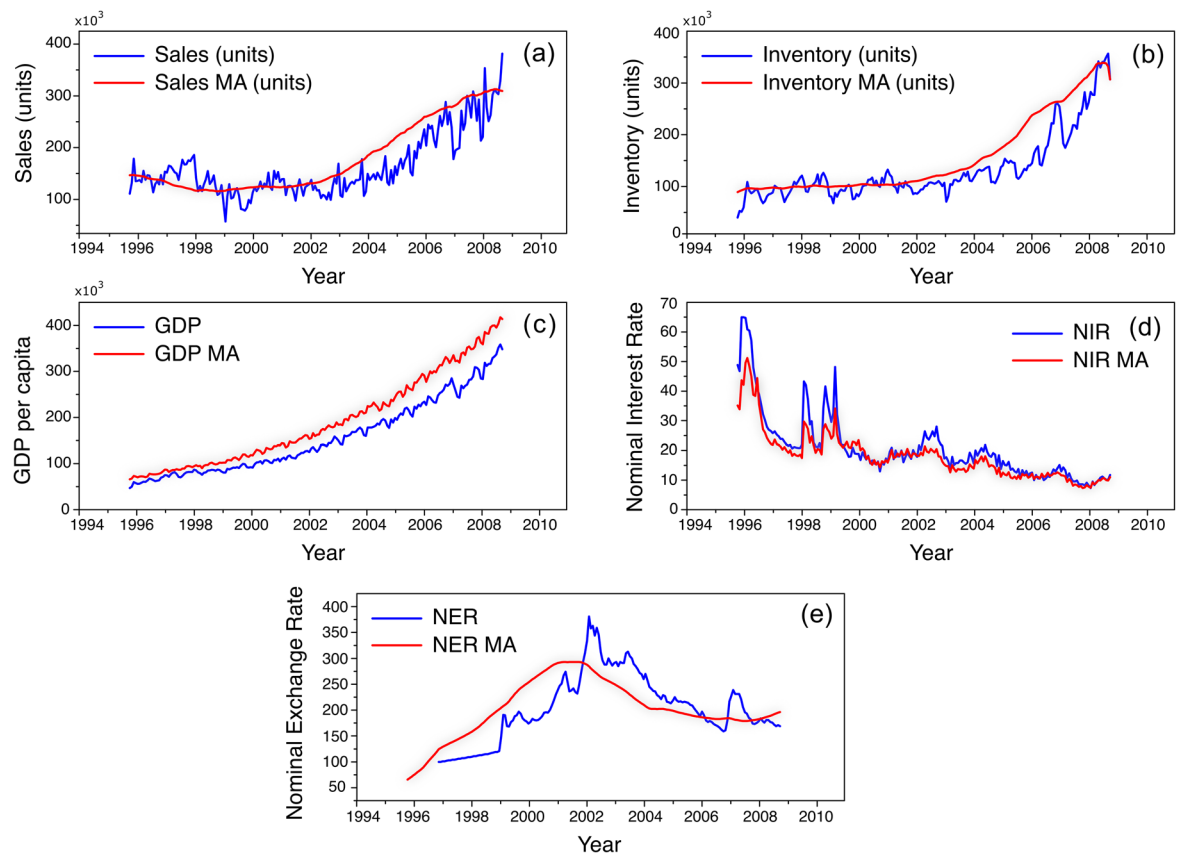 ×10³
400
300
200
100
Sales (units)
Sales (units)
Sales MA (units)
(a)
1994 1996 1998 2000 2002 2004 2006 2008 2010
Year
×10³
400
300
200
100
0
Inventory (units)
Inventory (units)
Inventory MA (units)
(b)
1994 1996 1998 2000 2002 2004 2006 2008 2010
Year
×10³
400
300
200
100
0
GDP per capita
GDP
GDP MA
(c)
1994 1996 1998 2000 2002 2004 2006 2008 2010
Year
70
60
50
40
30
20
10
0
Nominal Interest Rate
NIR
NIR MA
(d)
1994 1996 1998 2000 2002 2004 2006 2008 2010
Year
400
350
300
250
200
150
100
50
Nominal Exchange Rate
NER
NER MA
(e)
1994 1996 1998 2000 2002 2004 2006 2008 2010
Year